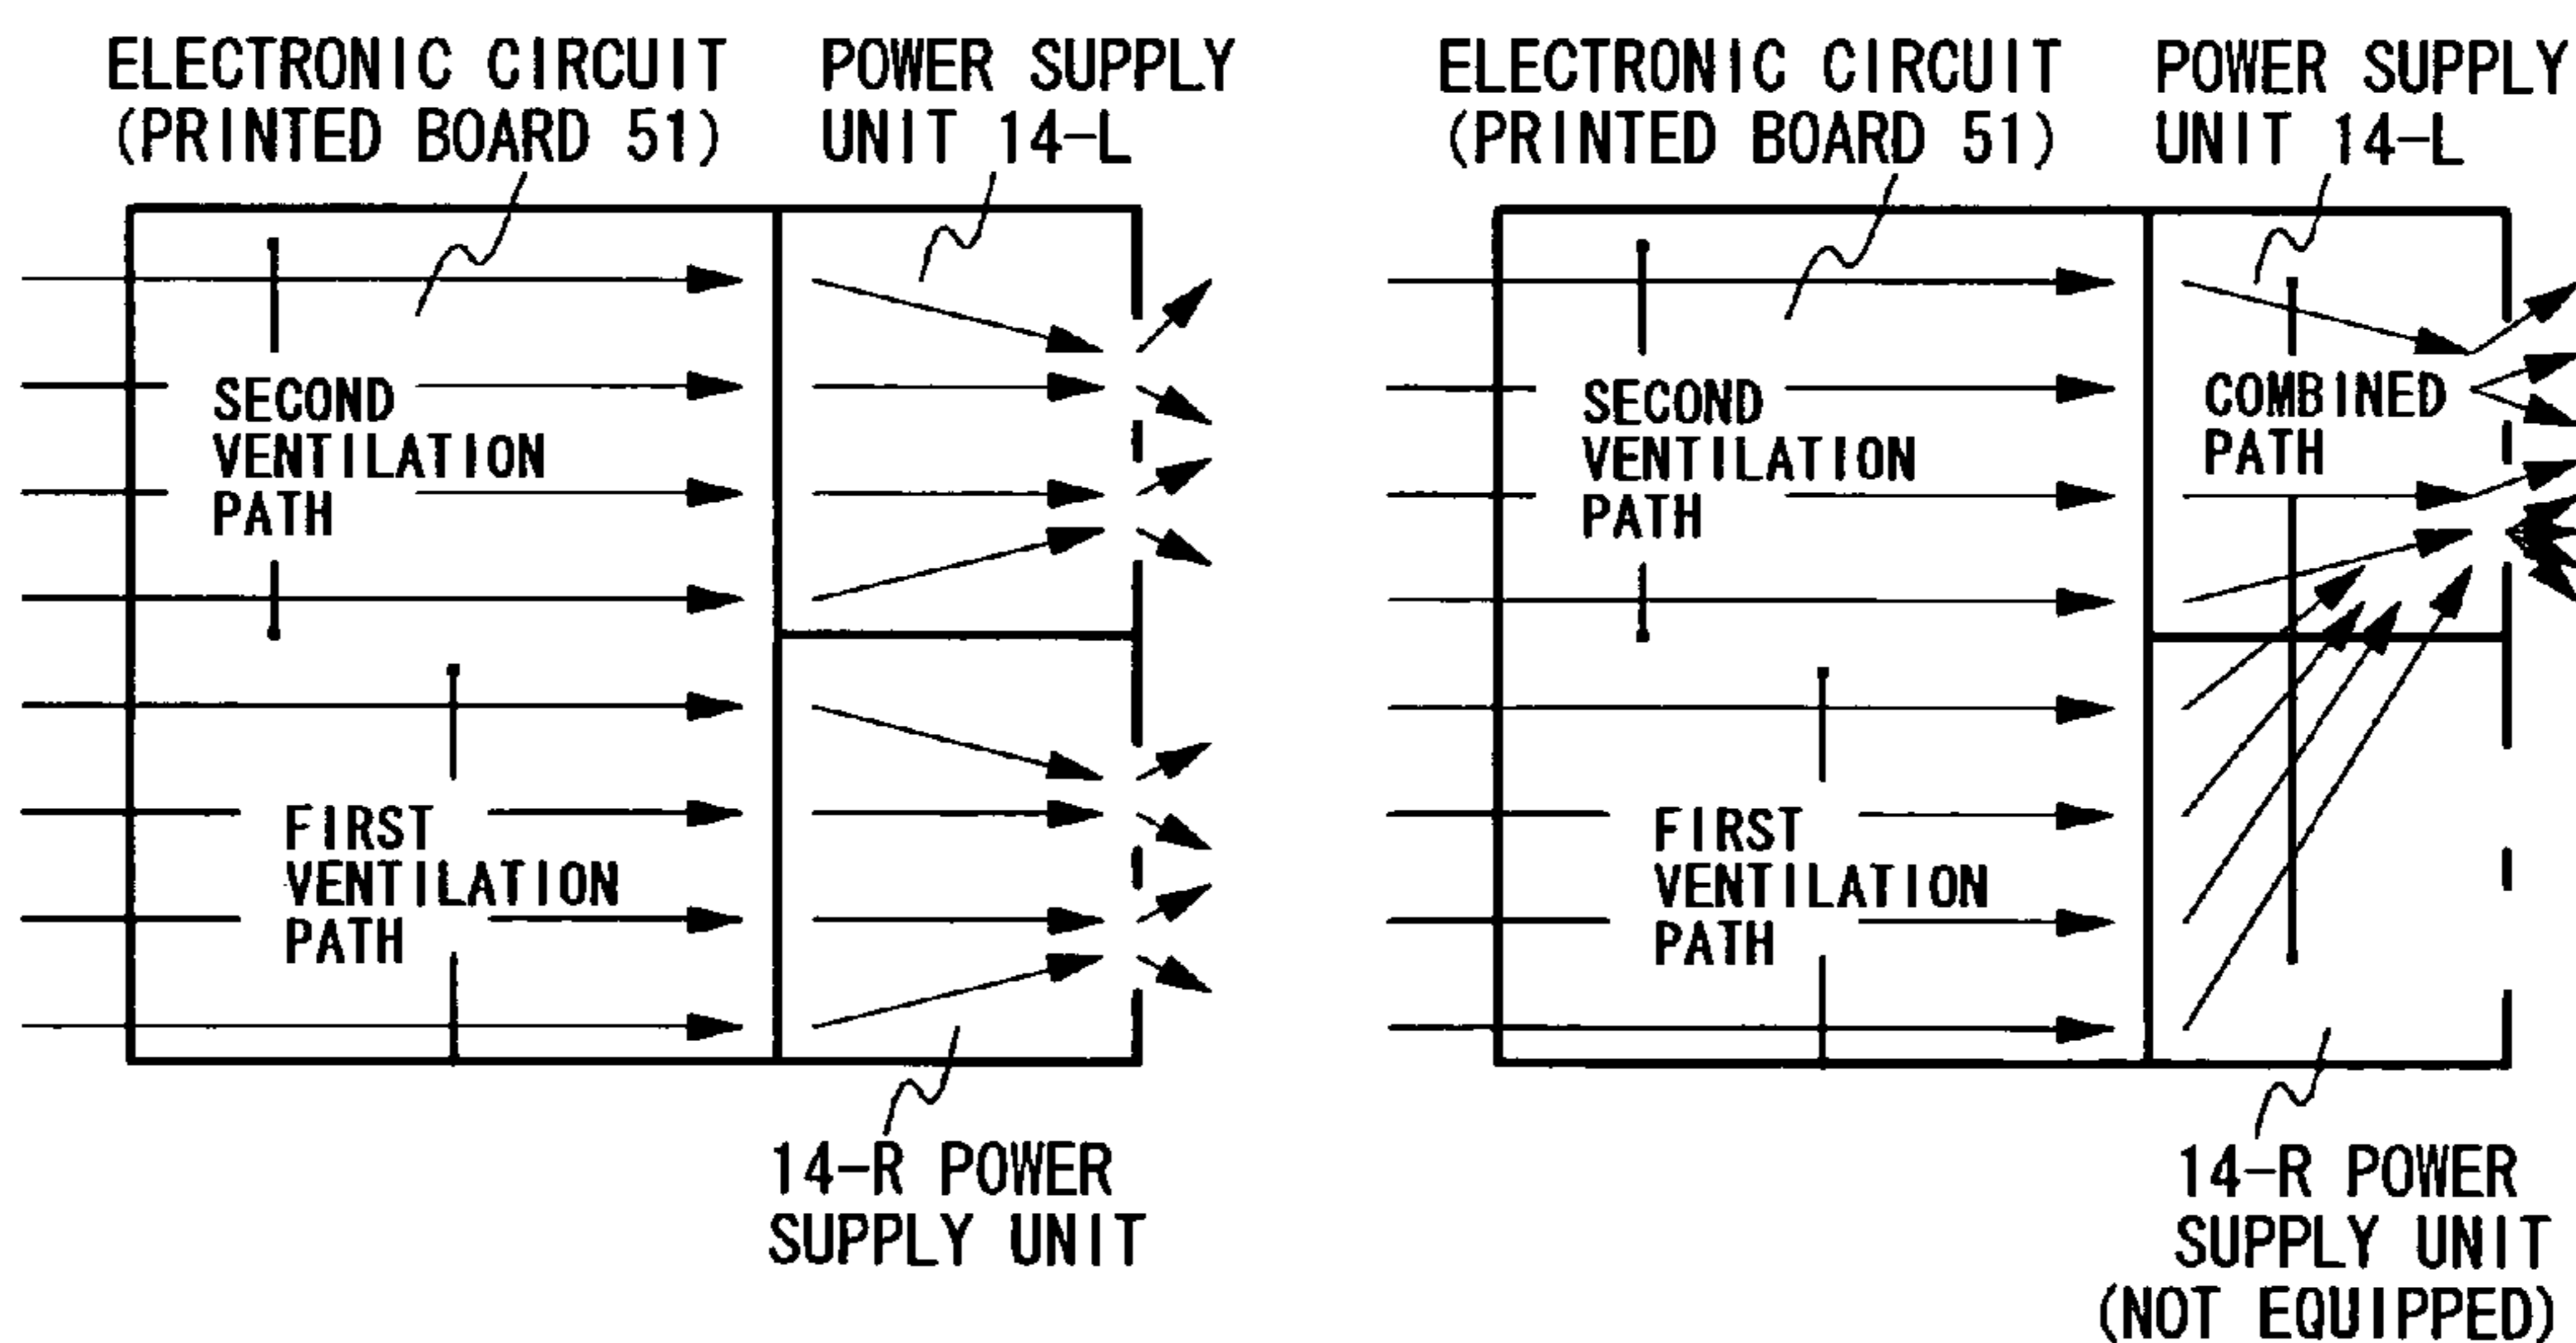 ELECTRONIC CIRCUIT
(PRINTED BOARD 51)
POWER SUPPLY
UNIT 14-L
SECOND
VENTILATION
PATH
FIRST
VENTILATION
PATH
14-R POWER
SUPPLY UNIT
ELECTRONIC CIRCUIT
(PRINTED BOARD 51)
POWER SUPPLY
UNIT 14-L
SECOND
VENTILATION
PATH
COMBINED
PATH
FIRST
VENTILATION
PATH
14-R POWER
SUPPLY UNIT
(NOT EQUIPPED)